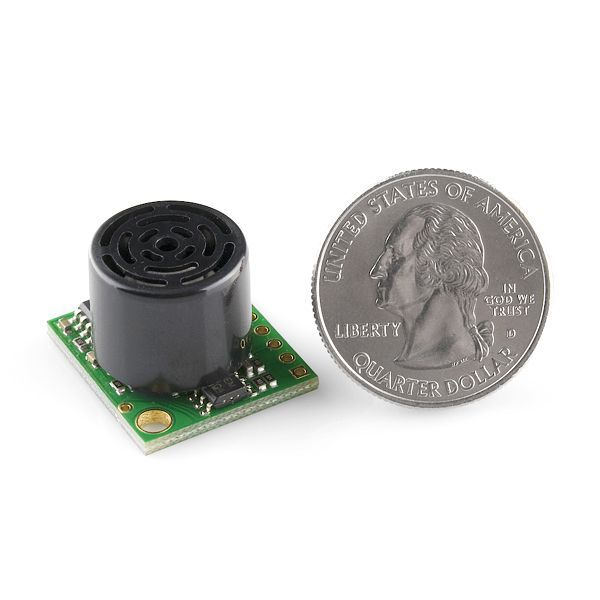 UNITED STATES OF AMERICA
LIBERTY
IN
GOD WE
TRUST
D
QUARTER DOLLAR